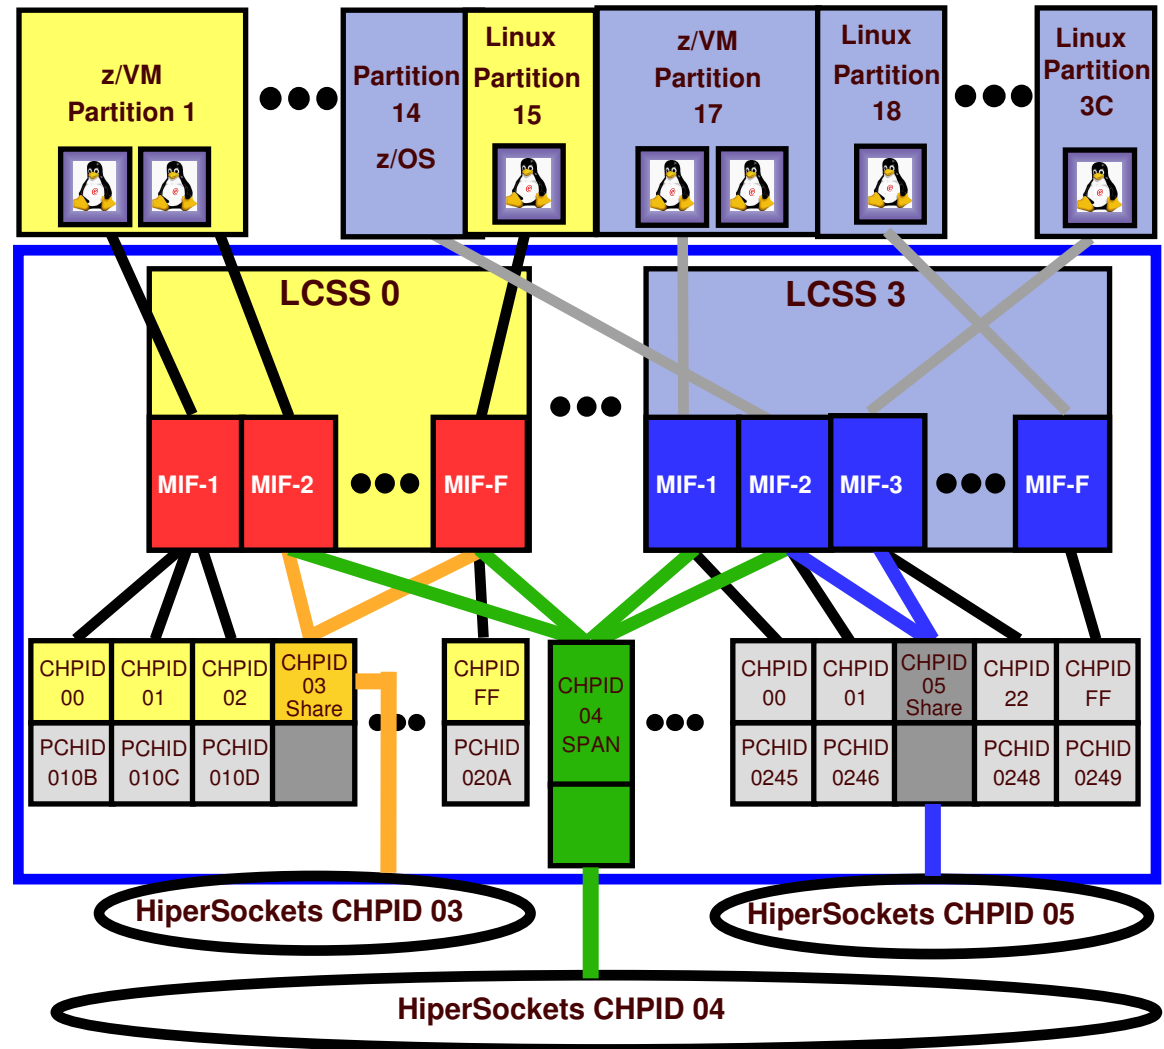 z/VM
Partition 1
Partition
14
z/OS
Linux
Partition
15
z/VM
Partition
17
Linux
Partition
18
Linux
Partition
3C
LCSS 0
LCSS 3
MIF-1
MIF-2
MIF-F
MIF-1
MIF-2
MIF-3
MIF-F
CHPID
00
CHPID
01
CHPID
02
CHPID
03
Share
CHPID
FF
CHPID
04
SPAN
CHPID
00
CHPID
01
CHPID
05
Share
CHPID
22
CHPID
FF
PCHID
010B
PCHID
010C
PCHID
010D
PCHID
020A
PCHID
0245
PCHID
0246
PCHID
0248
PCHID
0249
HiperSockets CHPID 03
HiperSockets CHPID 05
HiperSockets CHPID 04